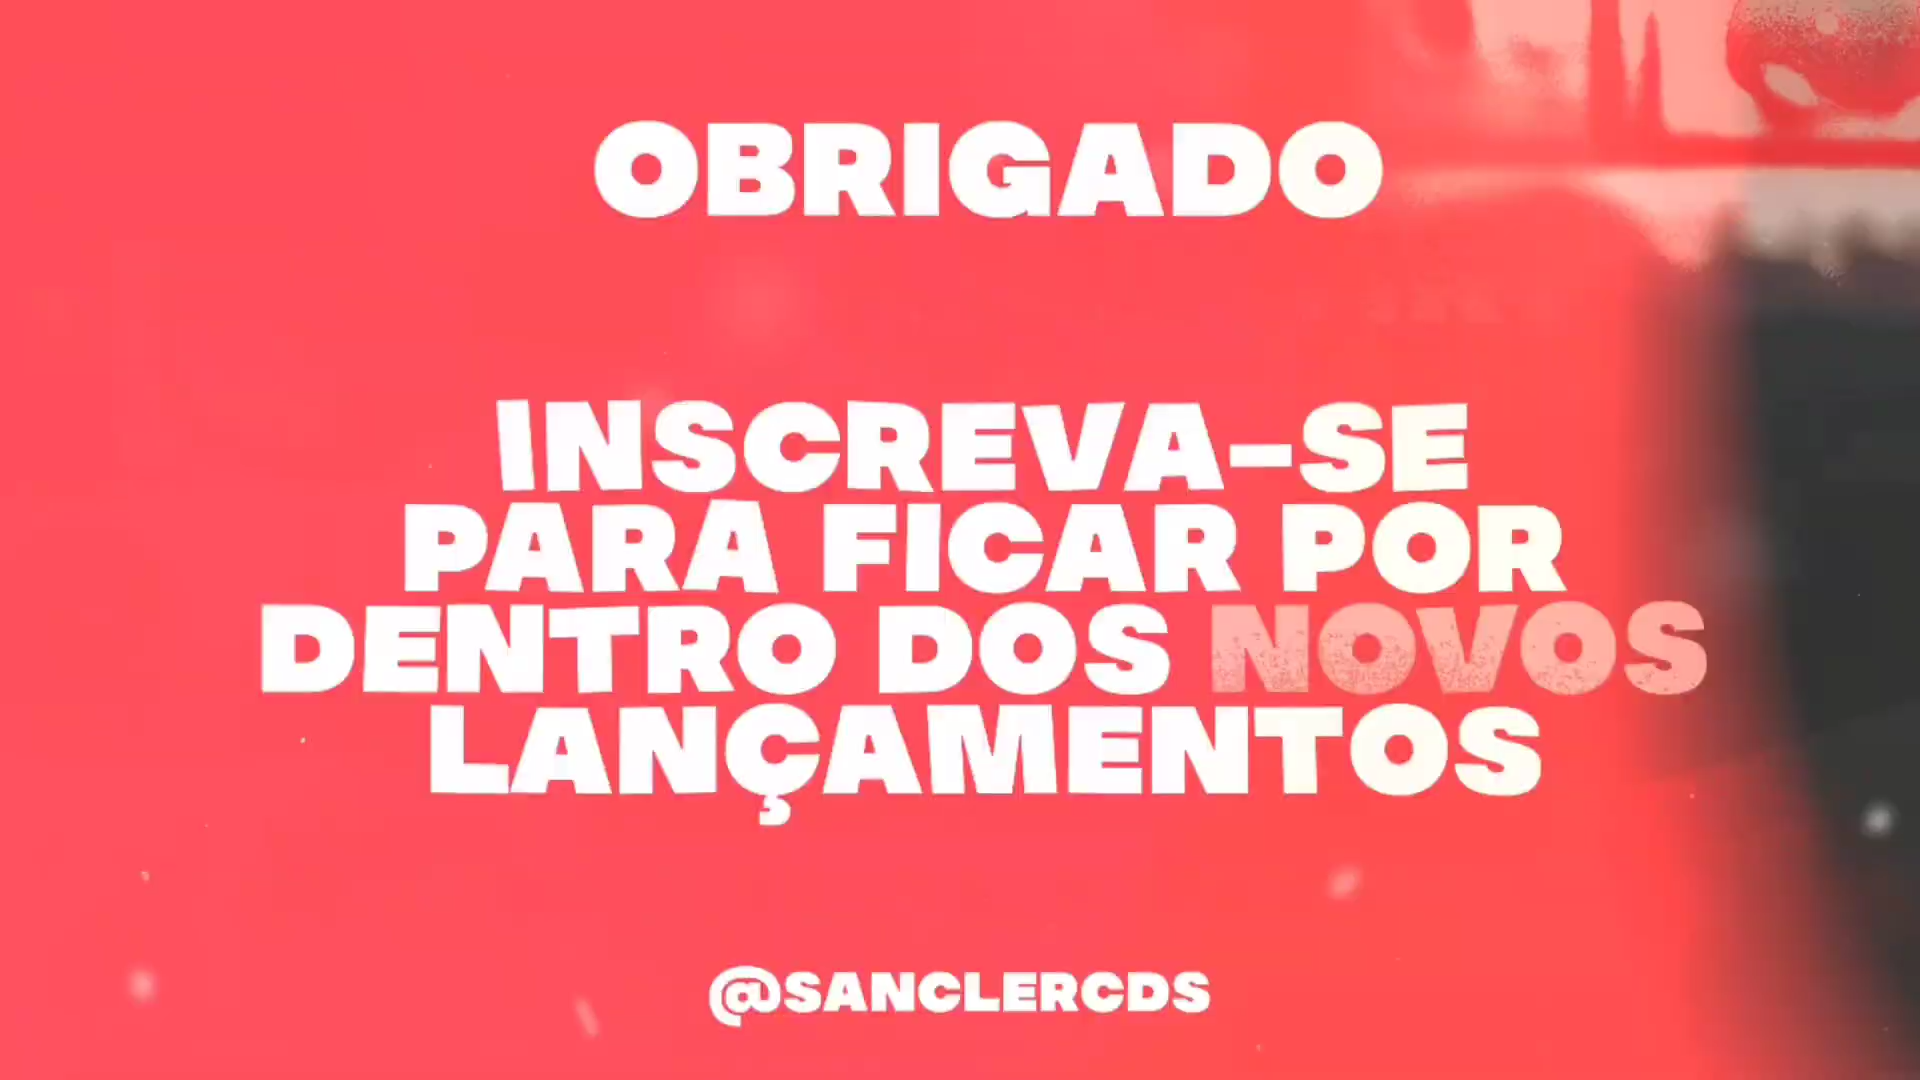 OBRIGADO
INSCREVA-SE
PARA FICAR POR
DENTRO DOS NOVOS
LANÇAMENTOS
@SANCLERCDS